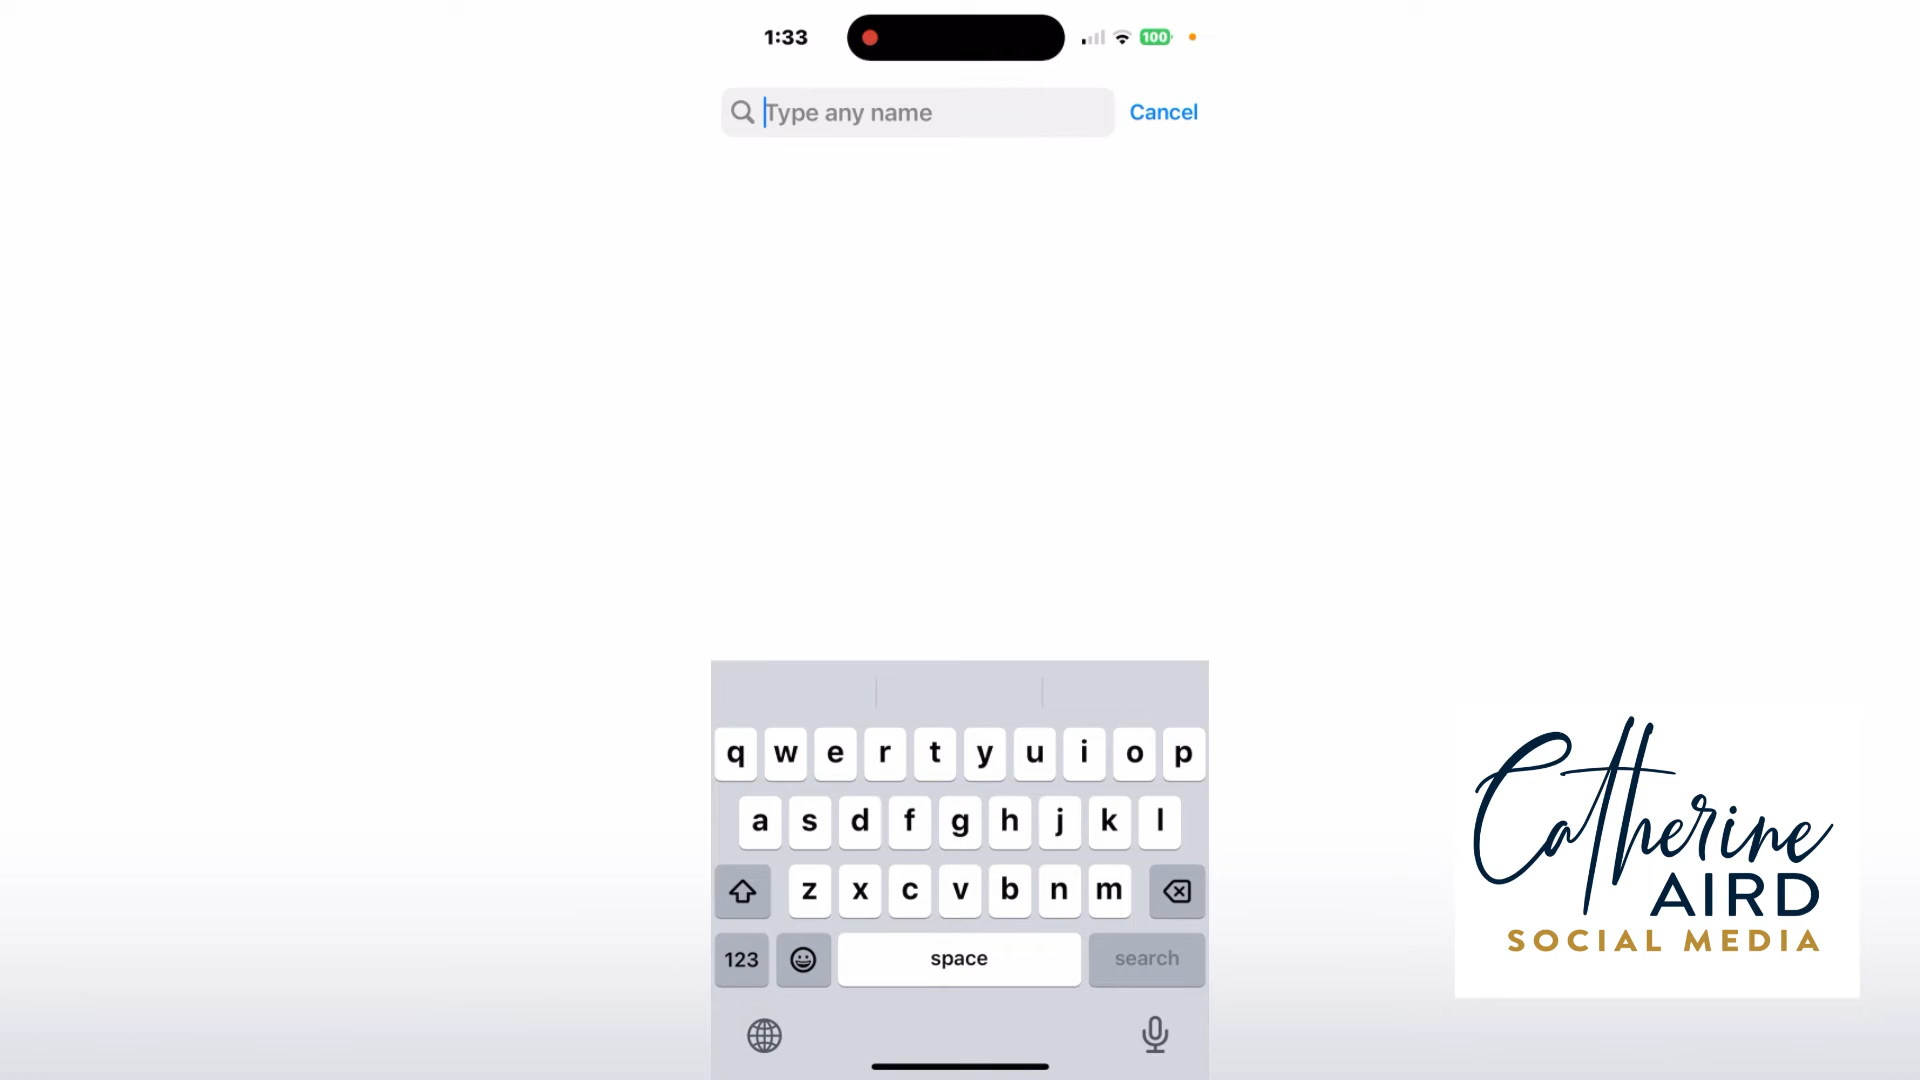 1:33
100
Type any name
Cancel
q w e r t y u i o p
a s d f g h j k l
z x c v b n m
123
space
search
Catherine
AIRD
SOCIAL MEDIA